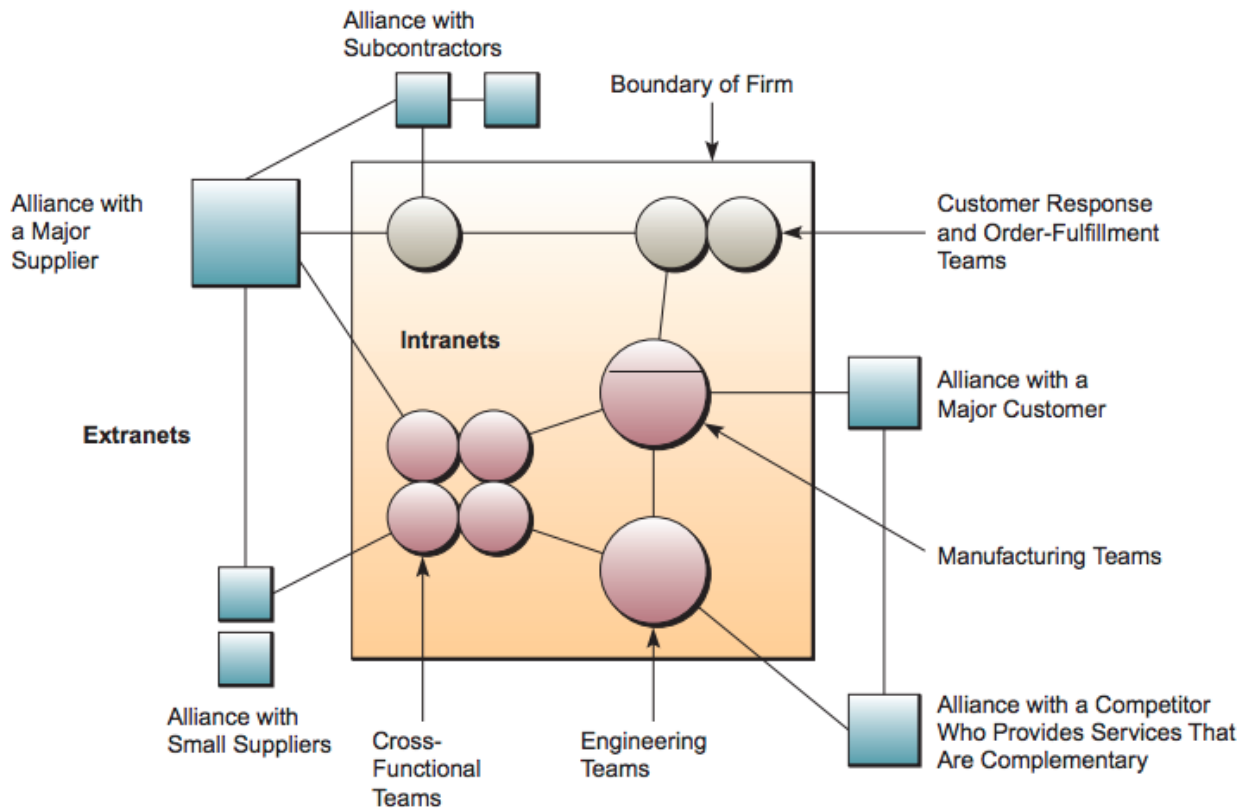 Alliance with
Subcontractors
Boundary of Firm
Alliance with
a Major
Supplier
Customer Response
and Order-Fulfillment
Teams
Intranets
Alliance with a
Major Customer
Extranets
Manufacturing Teams
Alliance with
Small Suppliers
Cross-
Functional
Teams
Engineering
Teams
Alliance with a Competitor
Who Provides Services That
Are Complementary